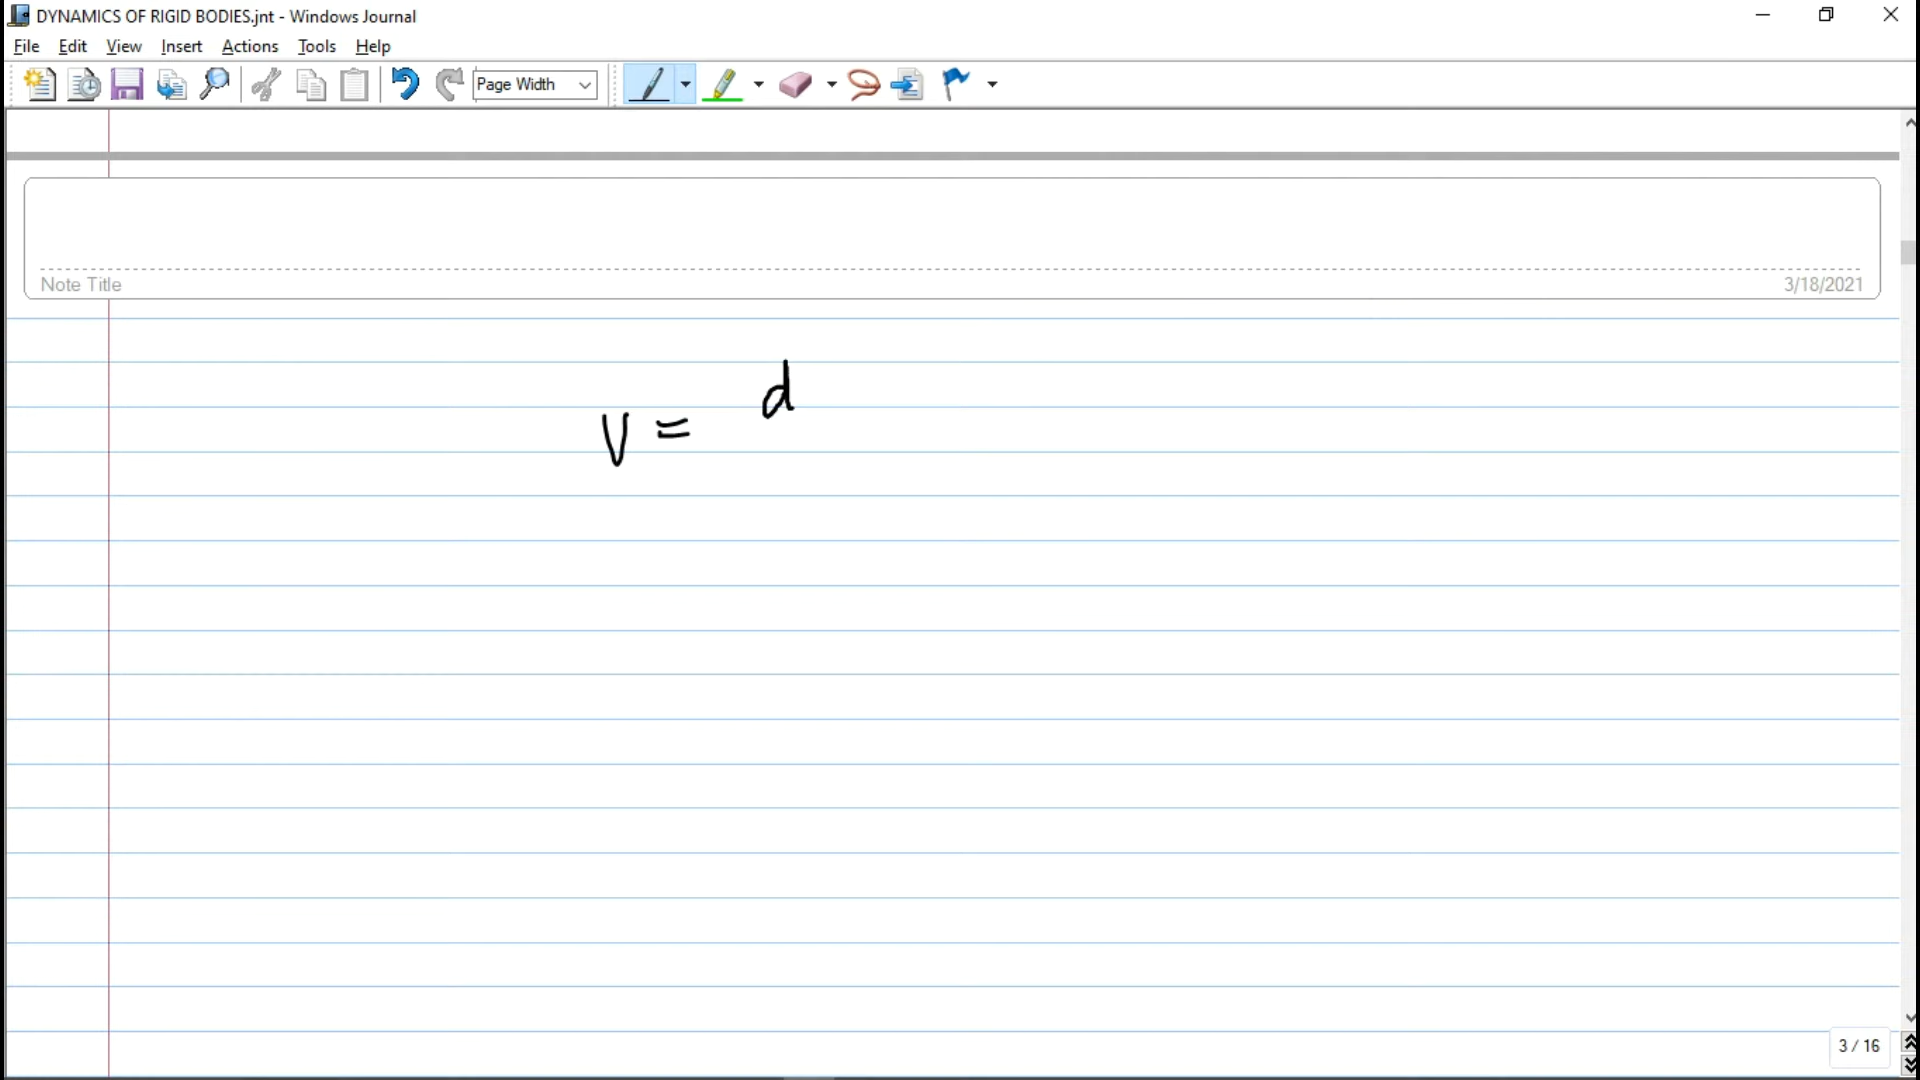 DYNAMICS OF RIGID BODIES.jnt - Windows Journal
File Edit View Insert Actions Tools Help
Page Width
Note Title 3/18/2021
d
V =
3 / 16